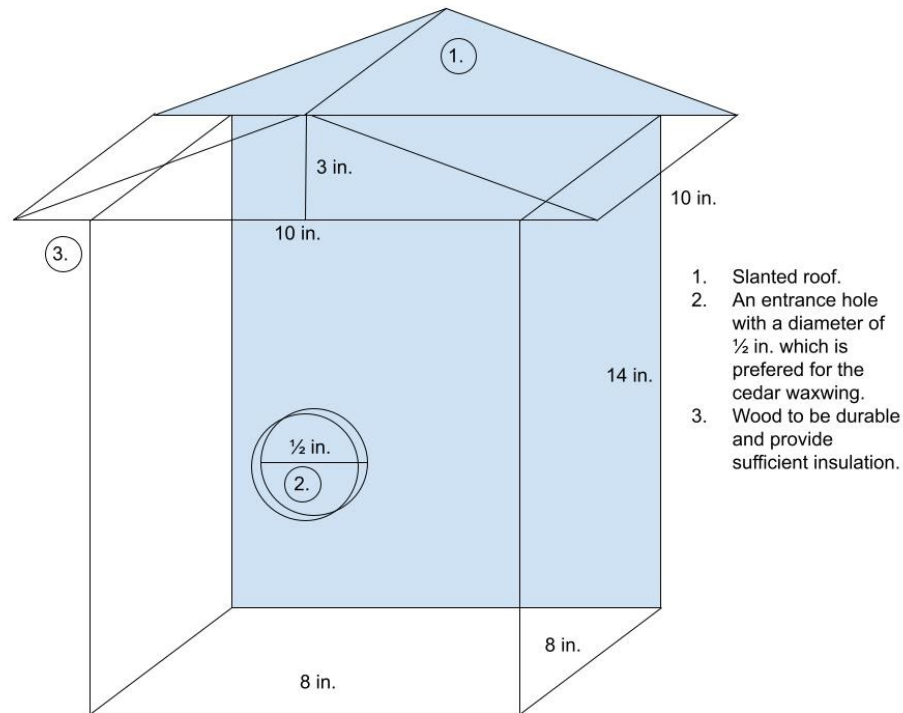 1.
3 in.
10 in.
10 in.
3.
1. Slanted roof.
2. An entrance hole
with a diameter of
½ in. which is
prefered for the
cedar waxwing.
3. Wood to be durable
and provide
sufficient insulation.
14 in.
½ in.
2.
8 in.
8 in.